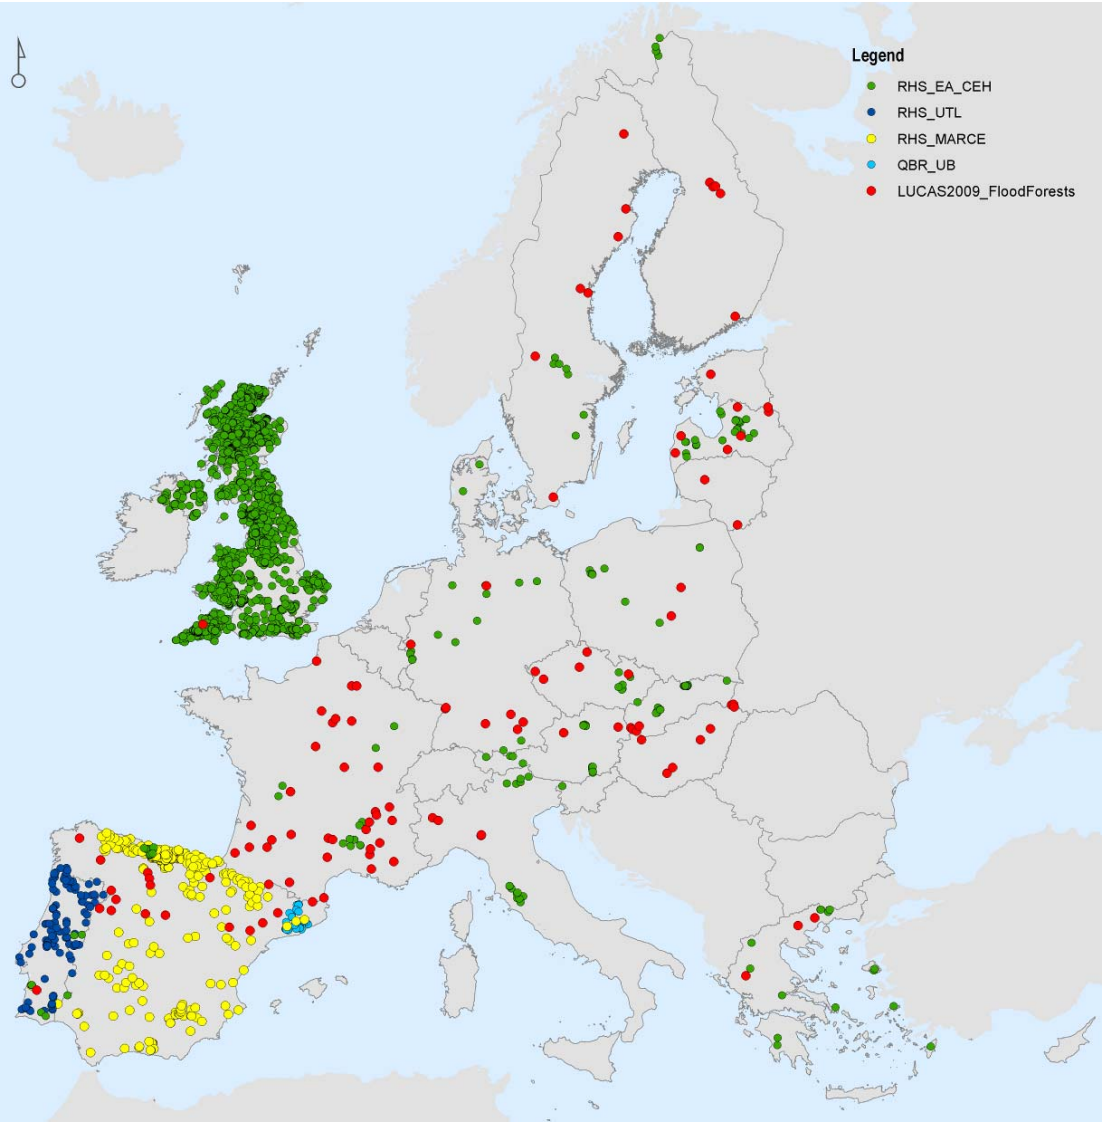 Legend
RHS_EA_CEH
RHS_UTL
RHS_MARCE
QBR_UB
LUCAS2009_FloodForests